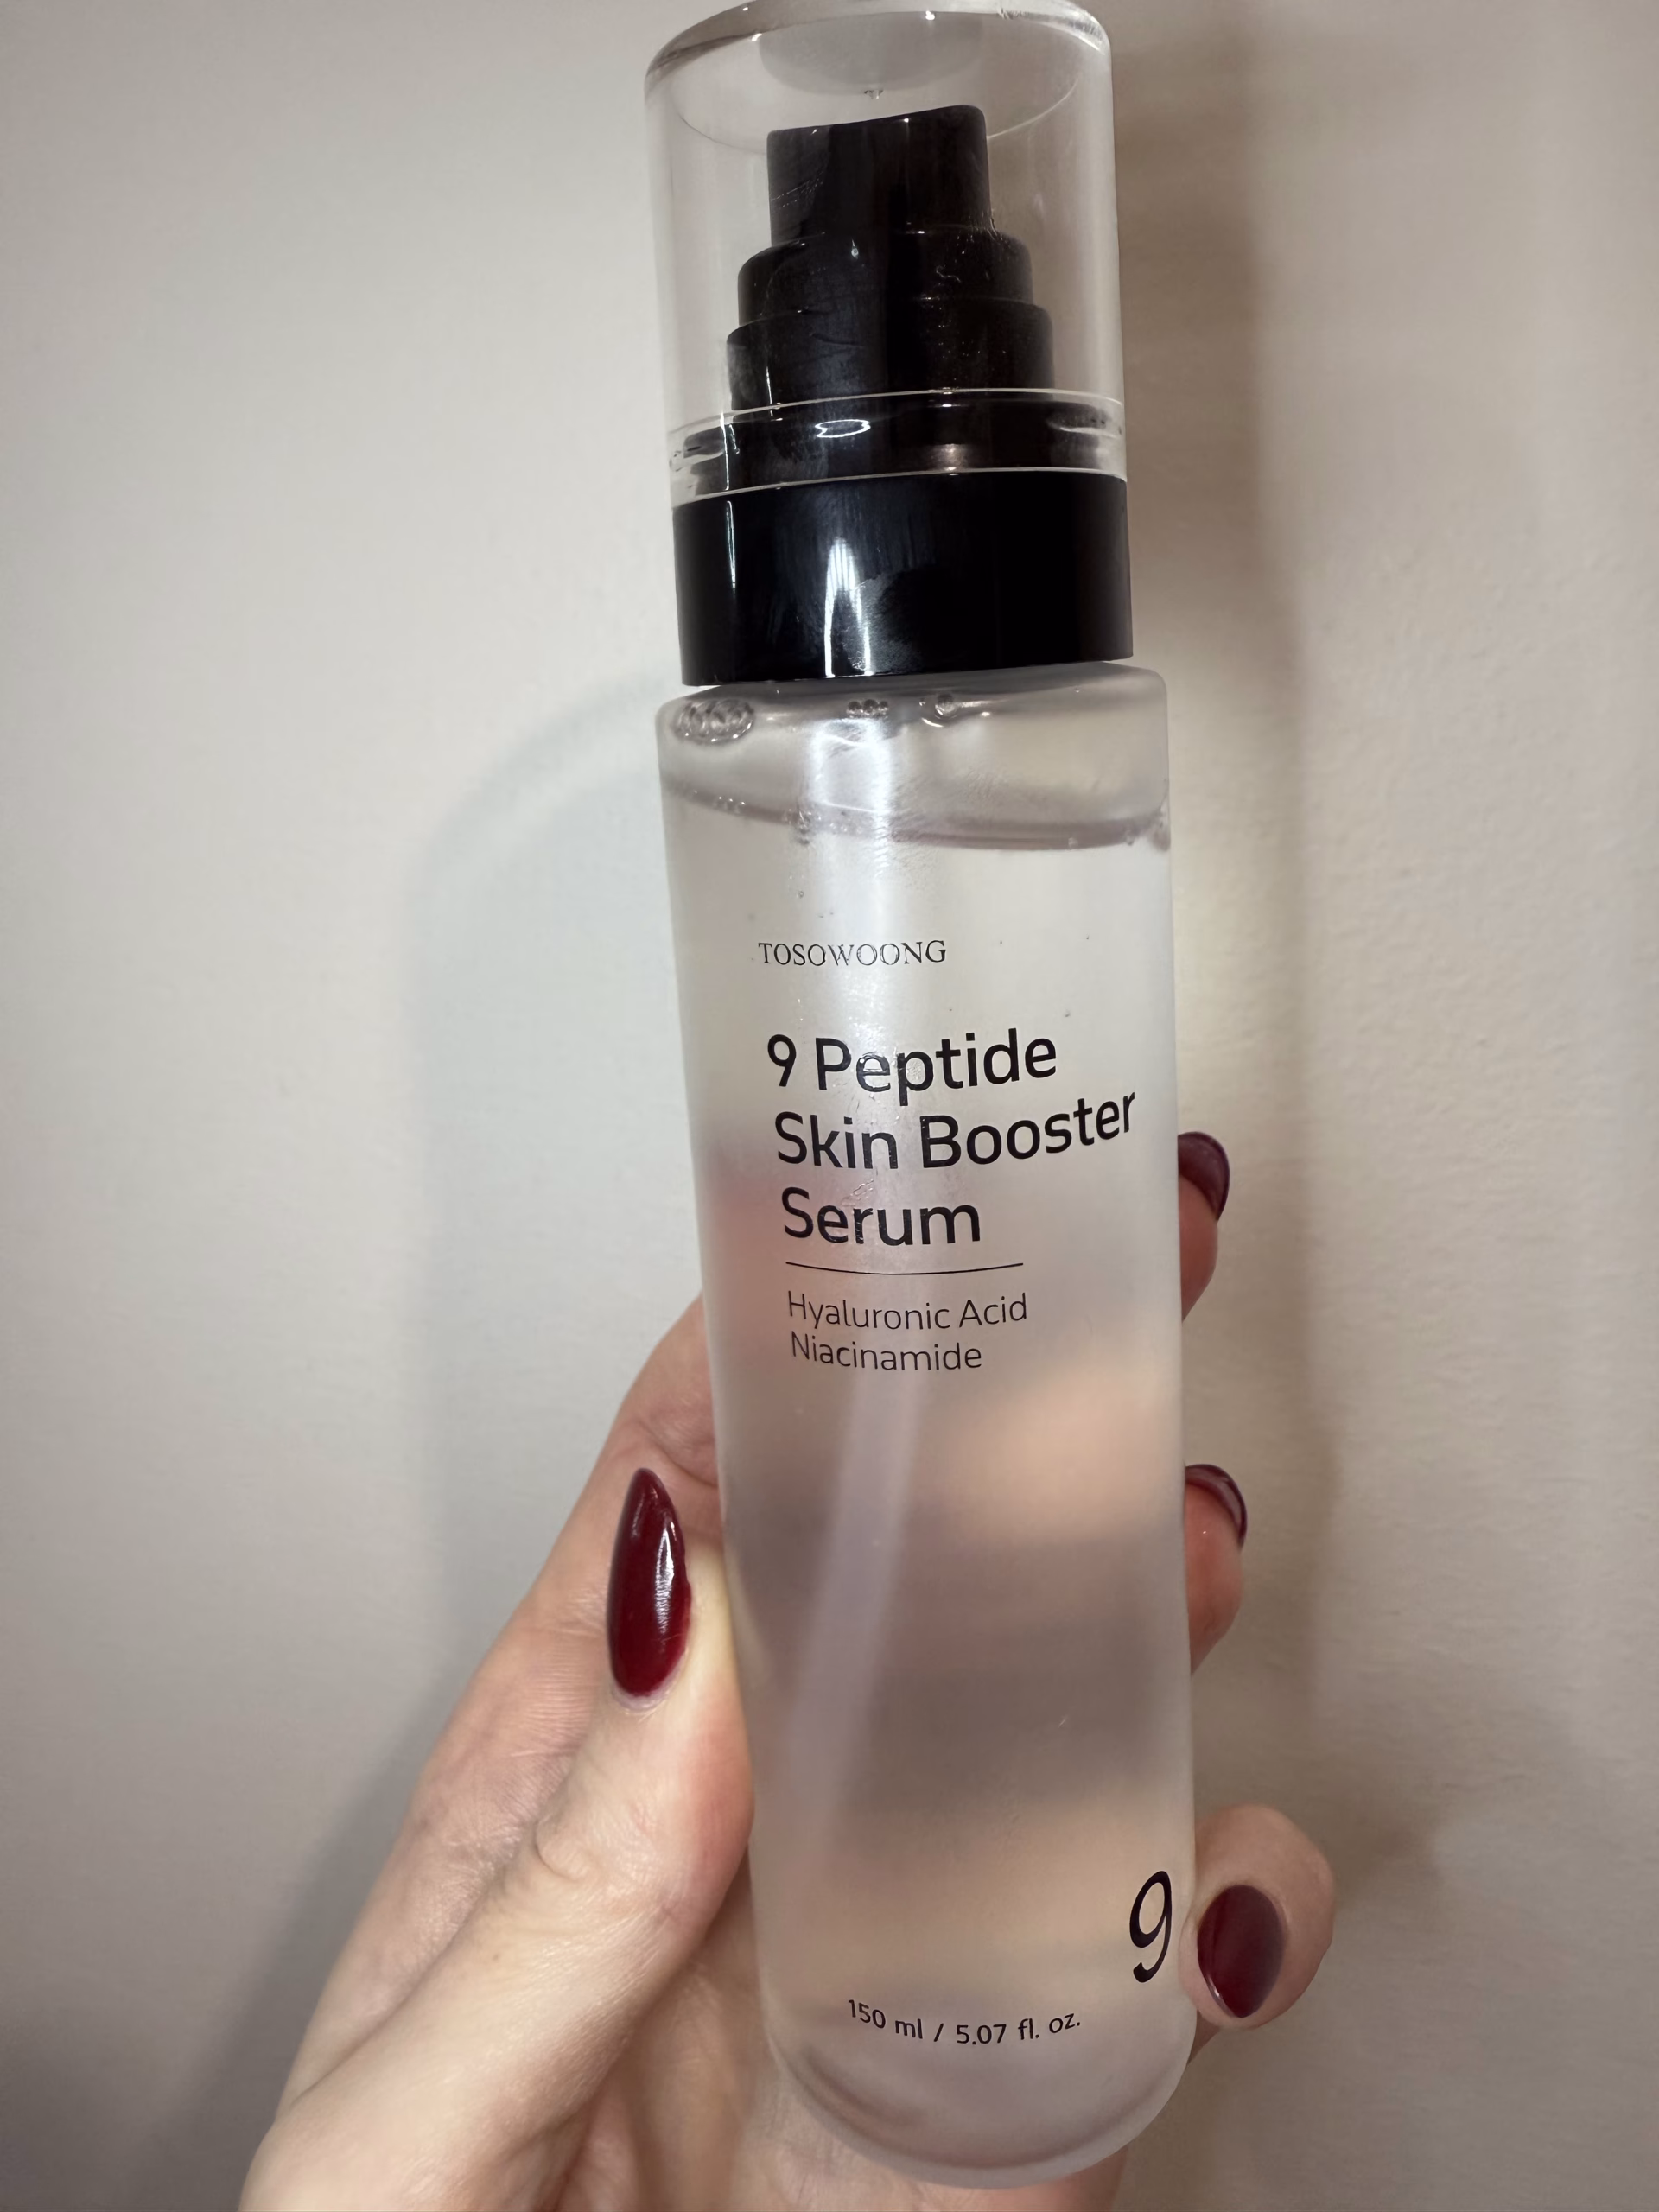 TOSOWOONG
9 Peptide
Skin Booster
Serum
Hyaluronic Acid
Niacinamide
9
150 ml / 5.07 fl. oz.